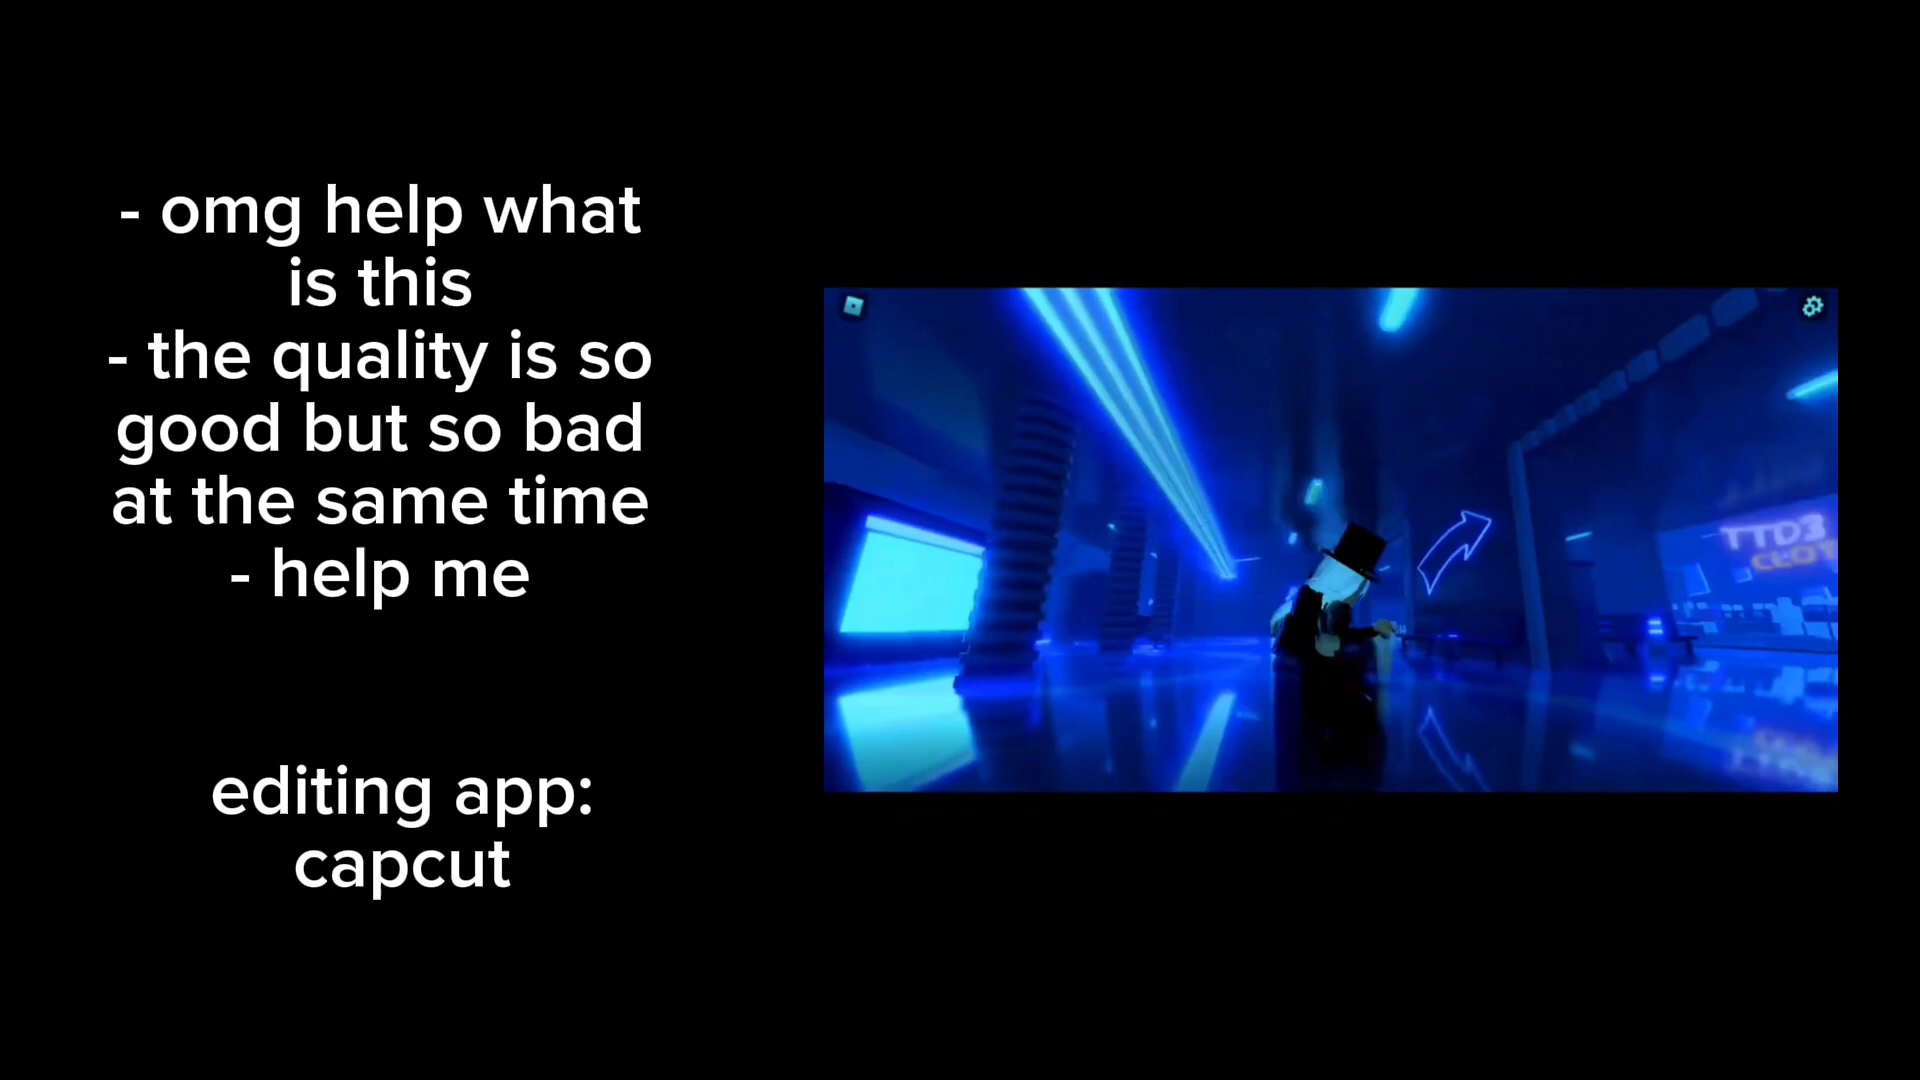 - omg help what
is this
- the quality is so
good but so bad
at the same time
- help me
editing app:
capcut
TTD3
CLOT